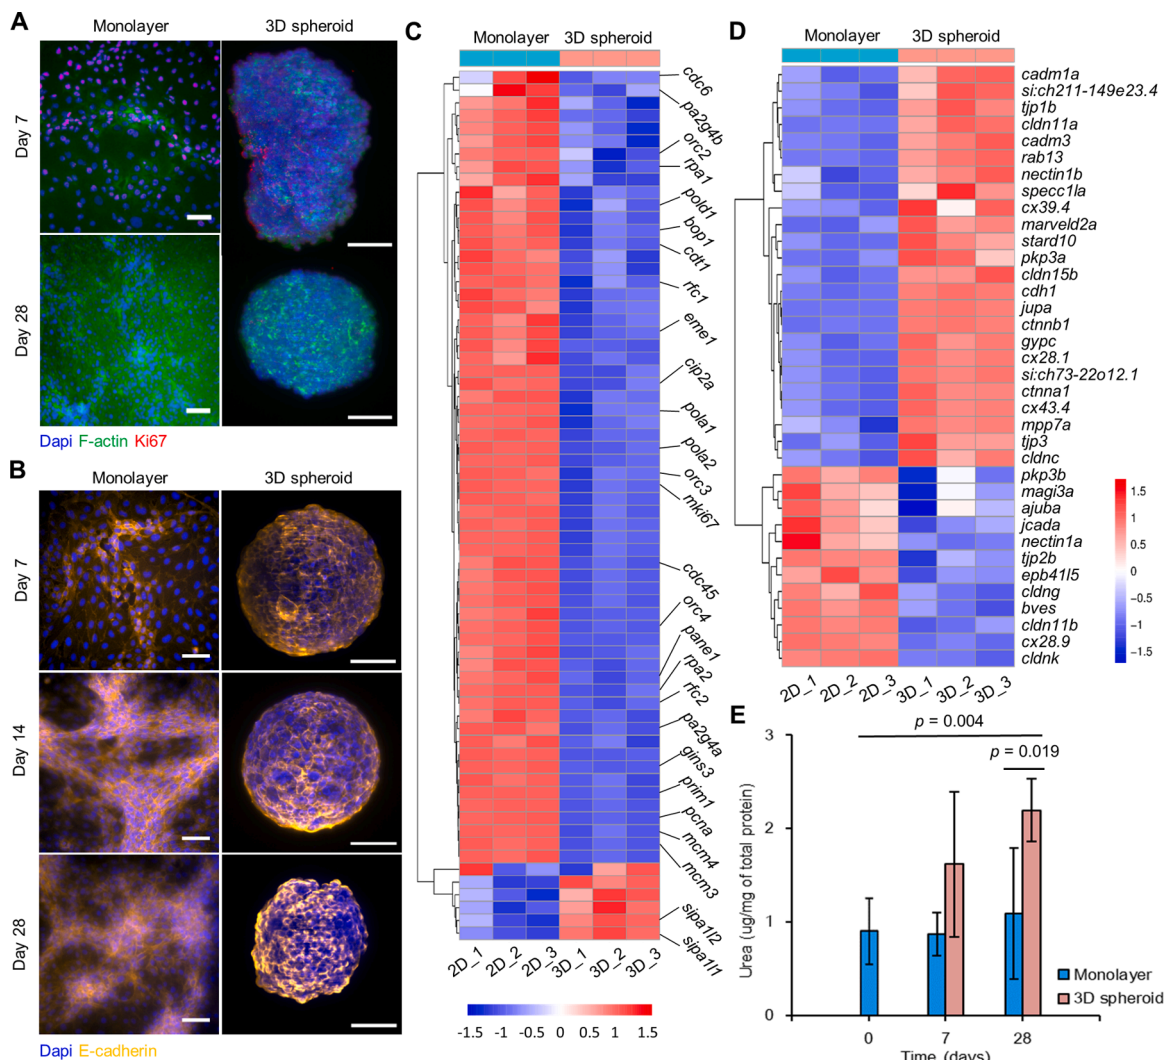 A
Monolayer
3D spheroid
Day 7
Day 28
Dapi F-actin Ki67
B
Monolayer
3D spheroid
Day 7
Day 14
Day 28
Dapi E-cadherin
C
Monolayer
3D spheroid
cdc6
pa2g4b
orc2
rpa1
pold1
bop1
cdt1
rfc1
eme1
cip2a
pola1
pola2
orc3
mki67
cdc45
orc4
pane1
rpa2
rfc2
pa2g4a
gins3
prim1
pcna
mcm4
mcm3
sipa1l2
sipa1l1
2D_1 2D_2 2D_3 3D_1 3D_2 3D_3
-1.5 -1 -0.5 0 0.5 1 1.5
D
Monolayer
3D spheroid
cadm1a
si:ch211-149e23.4
tjp1b
cldn11a
cadm3
rab13
nectin1b
specc1la
cx39.4
marveld2a
stard10
pkp3a
cldn15b
cdh1
jupa
ctnnb1
gypc
cx28.1
si:ch73-22o12.1
ctnna1
cx43.4
mpp7a
tjp3
cldnc
pkp3b
magi3a
ajuba
jcada
nectin1a
tjp2b
epb41l5
cldng
bves
cldn11b
cx28.9
cldnk
2D_1 2D_2 2D_3 3D_1 3D_2 3D_3
1.5
1
0.5
0
-0.5
-1
-1.5
E
p = 0.004
p = 0.019
Urea (ug/mg of total protein)
3
2
1
0
Monolayer
3D spheroid
0 7 28
Time (days)